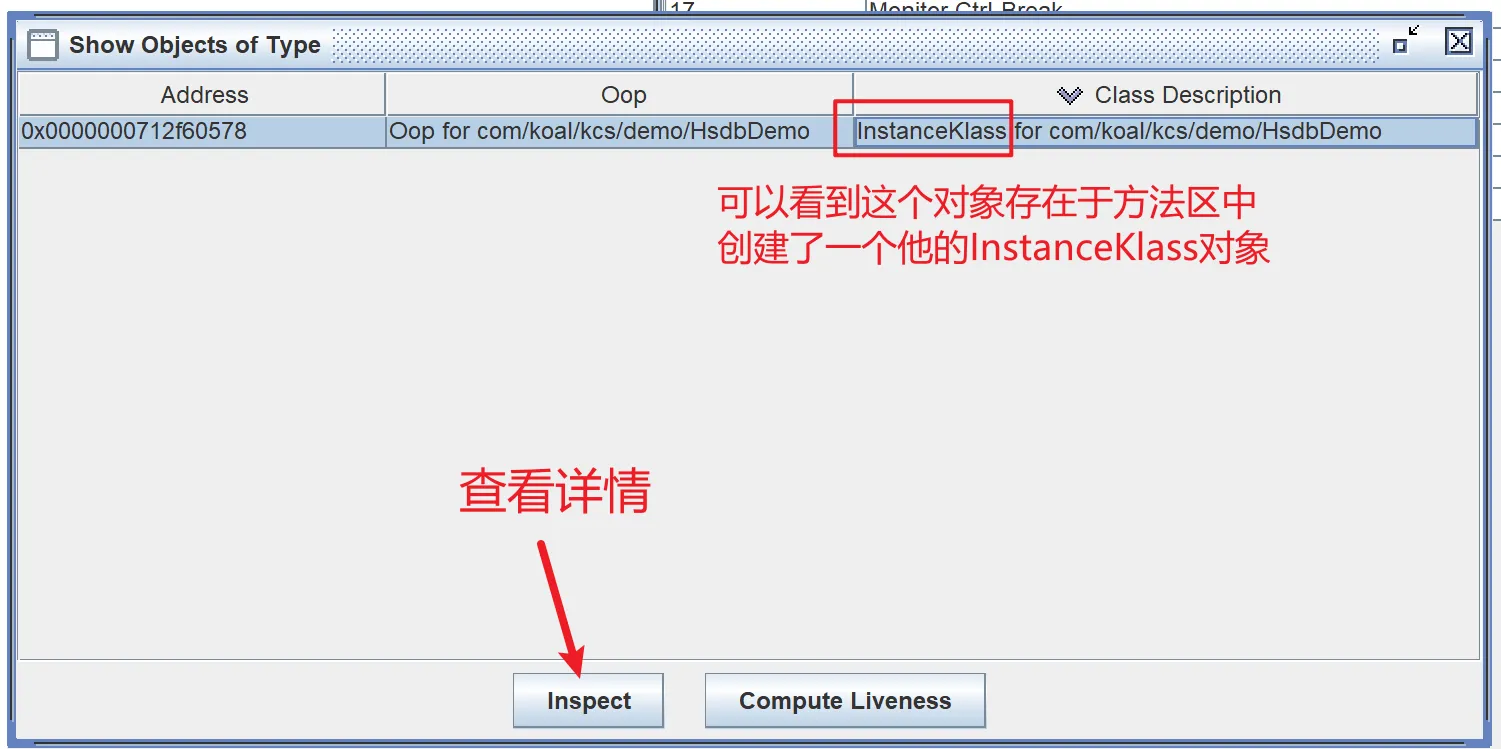 17 Monitor Ctrl-Break
Show Objects of Type
Address Oop Class Description
0x0000000712f60578 Oop for com/koal/kcs/demo/HsdbDemo InstanceKlass for com/koal/kcs/demo/HsdbDemo
可以看到这个对象存在于方法区中
创建了一个他的InstanceKlass对象
查看详情
Inspect Compute Liveness